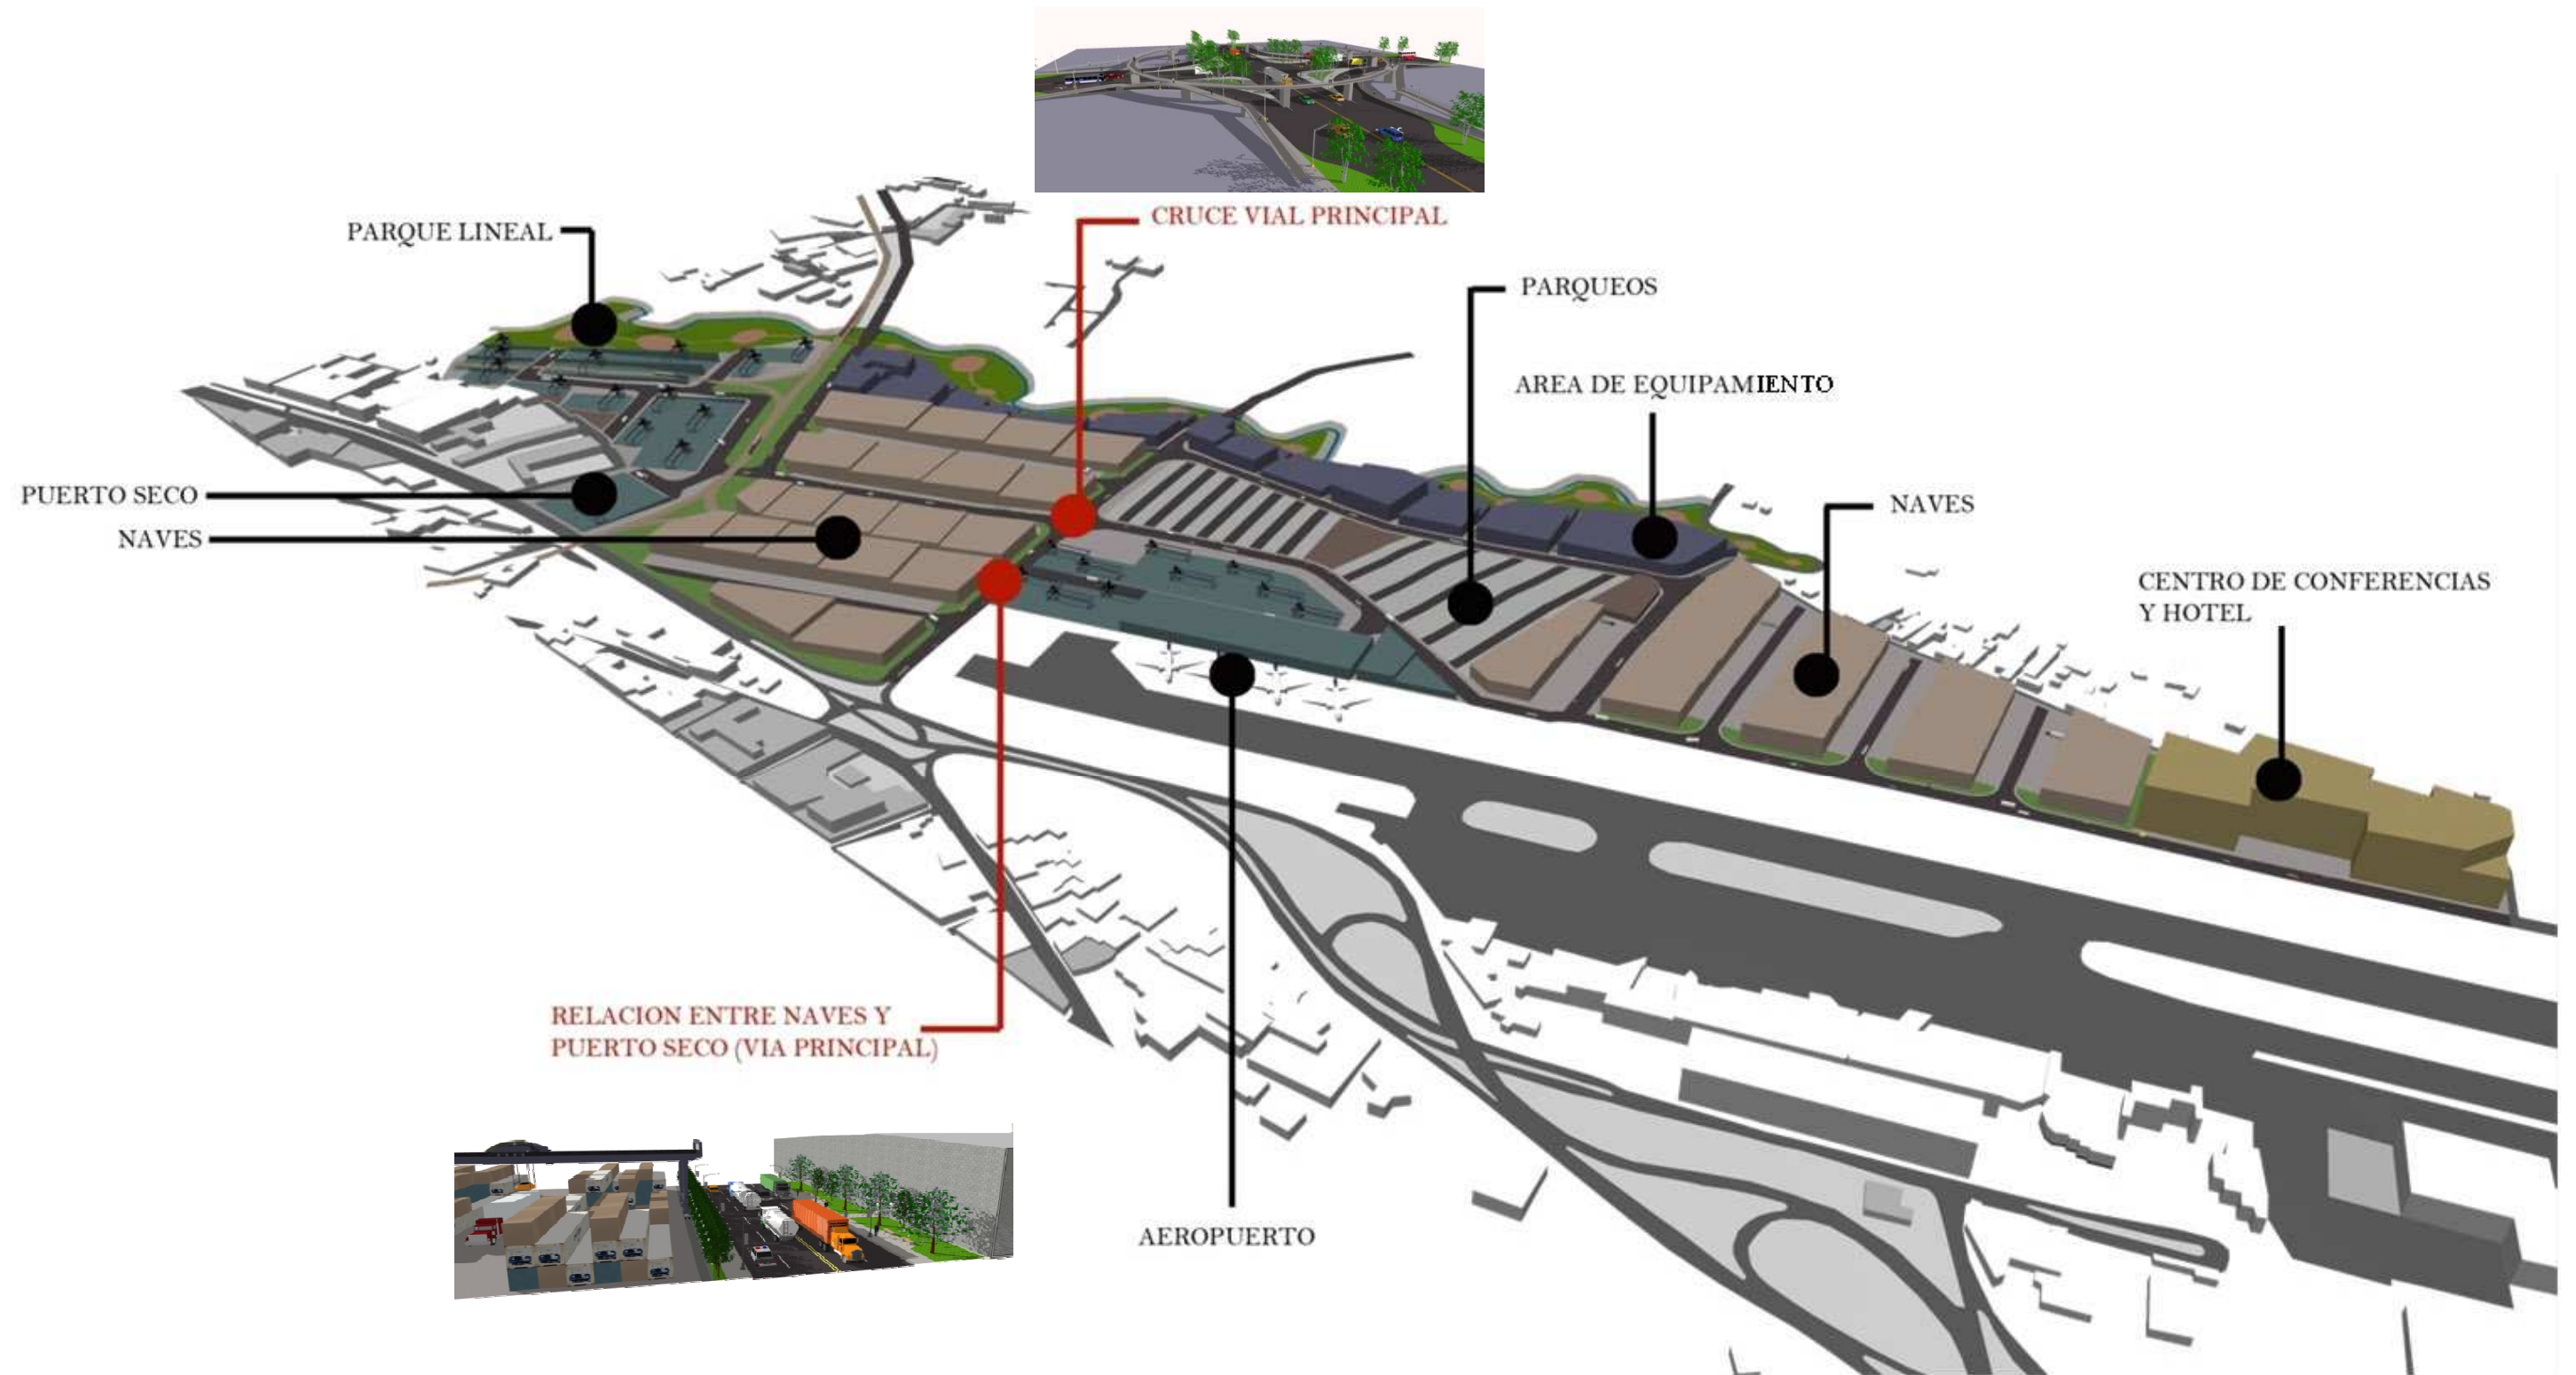 CRUCE VIAL PRINCIPAL
PARQUE LINEAL
PARQUEOS
AREA DE EQUIPAMIENTO
PUERTO SECO
NAVES
NAVES
CENTRO DE CONFERENCIAS
Y HOTEL
RELACION ENTRE NAVES Y
PUERTO SECO (VIA PRINCIPAL)
AEROPUERTO